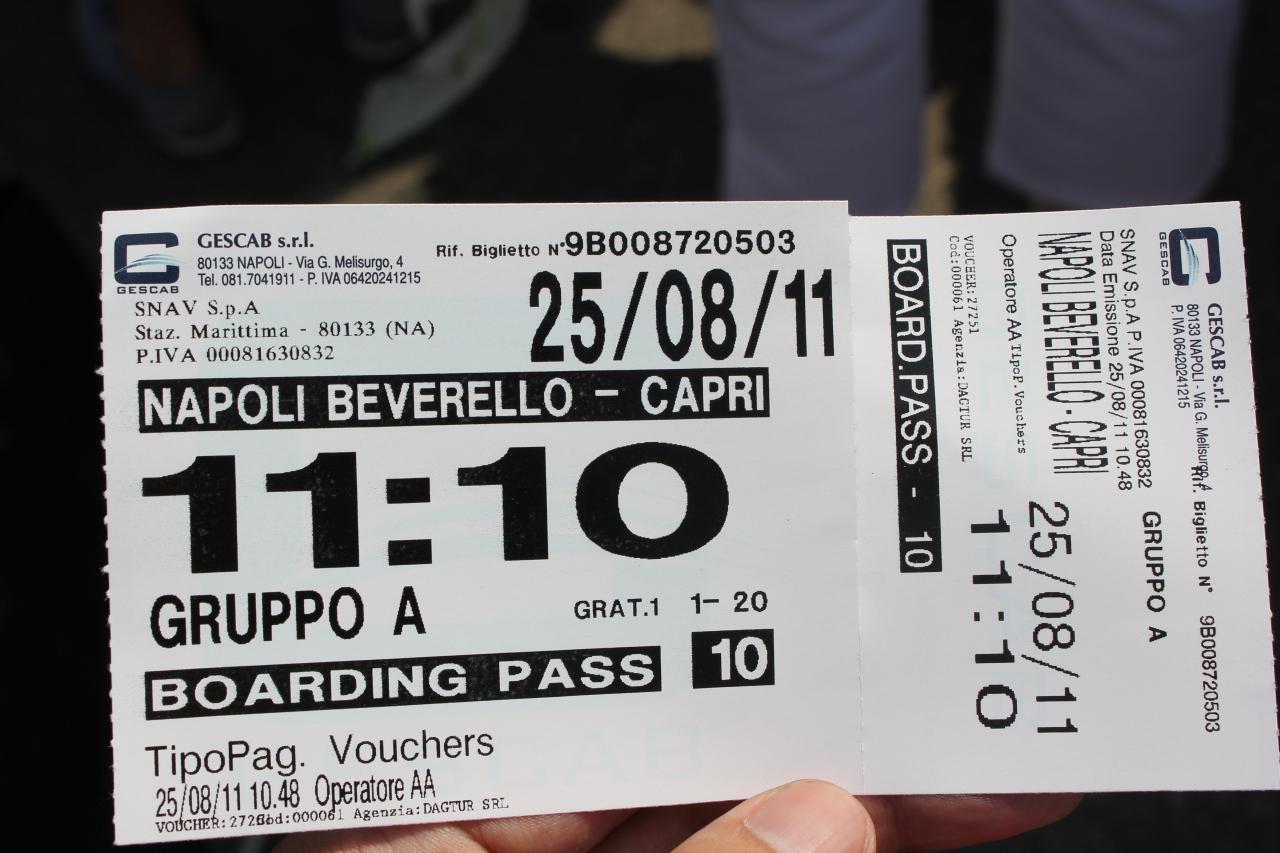 GESCAB
GESCAB s.r.l.
80133 NAPOLI - Via G. Melisurgo, 4
Tel. 081.7041911 - P. IVA 06420241215
Rif. Biglietto N° 9B008720503
SNAV S.p.A
Staz. Marittima - 80133 (NA)
P.IVA 00081630832
25/08/11
NAPOLI BEVERELLO - CAPRI
11:10
GRUPPO A GRAT.1 1- 20
BOARDING PASS 10
TipoPag. Vouchers
25/08/11 10.48 Operatore AA
VOUCHER: Cod:000061 Agenzia:DAGTUR SRL
GESCAB
GESCAB s.r.l.
80133 NAPOLI - Via G. Melisurgo, 4
P. IVA 06420241215
Rif. Biglietto N° 9B008720503
GRUPPO A
SNAV S.p.A P.IVA 00081630832
Data Emissione 25/08/11 10.48
NAPOLI BEVERELLO - CAPRI 25/08/11
Operatore AA TipoP.Vouchers 11:10
VOUCHER:27251
Cod:000061 Agenzia:DAGTUR SRL
BOARD.PASS - 10